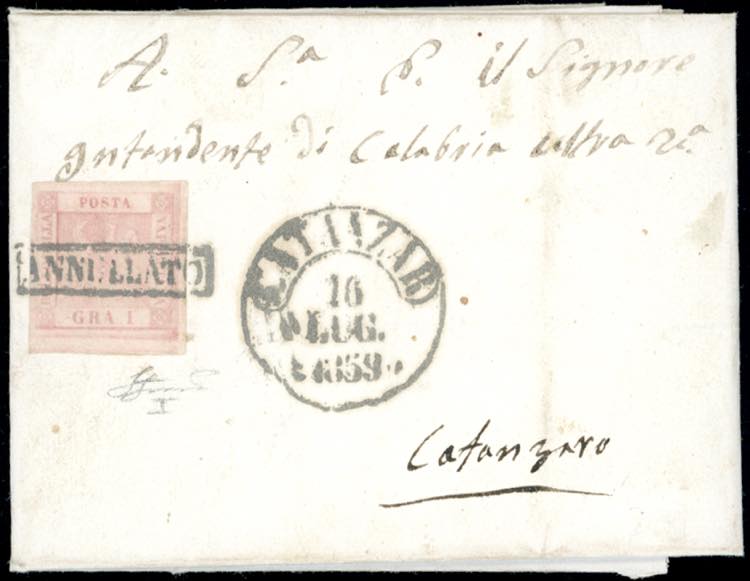 A. S.a E. il Signore
Intendente di Calabria Ultra 2a.
POSTA
ANNULLATO
GRA 1
CATANZARO
16
LUG.
1859
I
Catanzaro